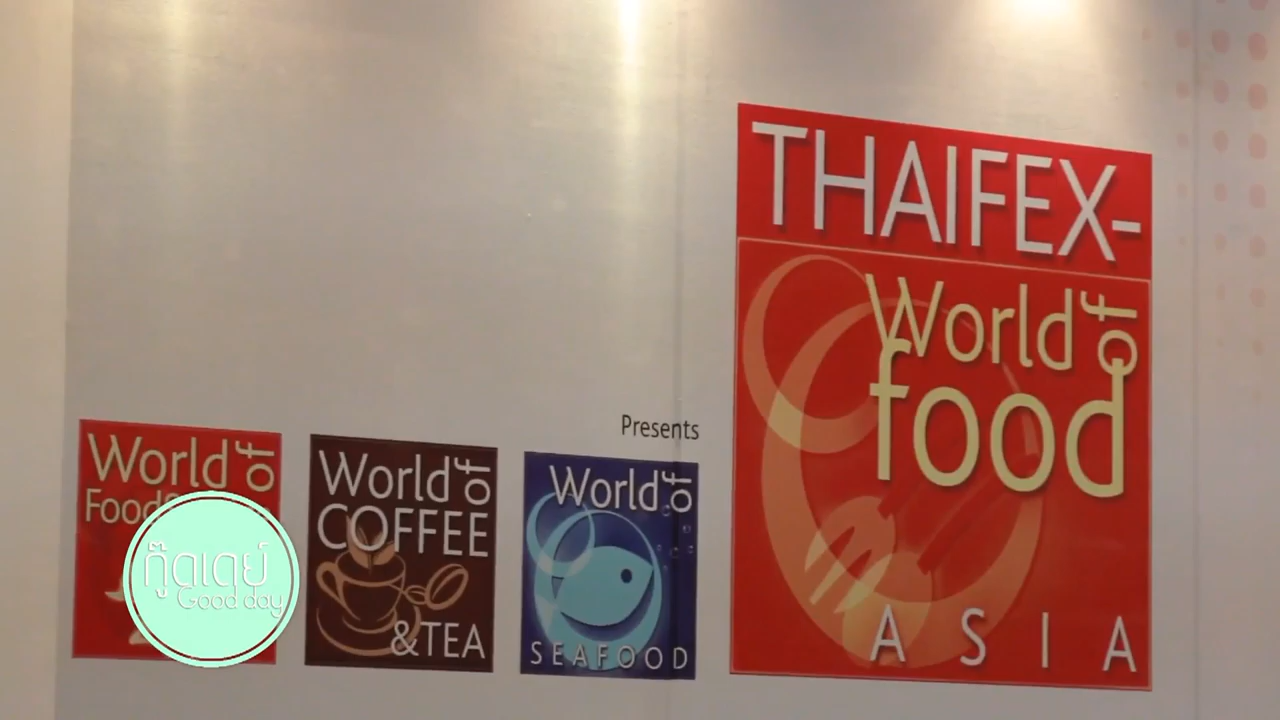 THAIFEX-
World of
food
ASIA
Presents
World of
World of
COFFEE
&TEA
World of
SEAFOOD
กู๊ดเดย์
Good day